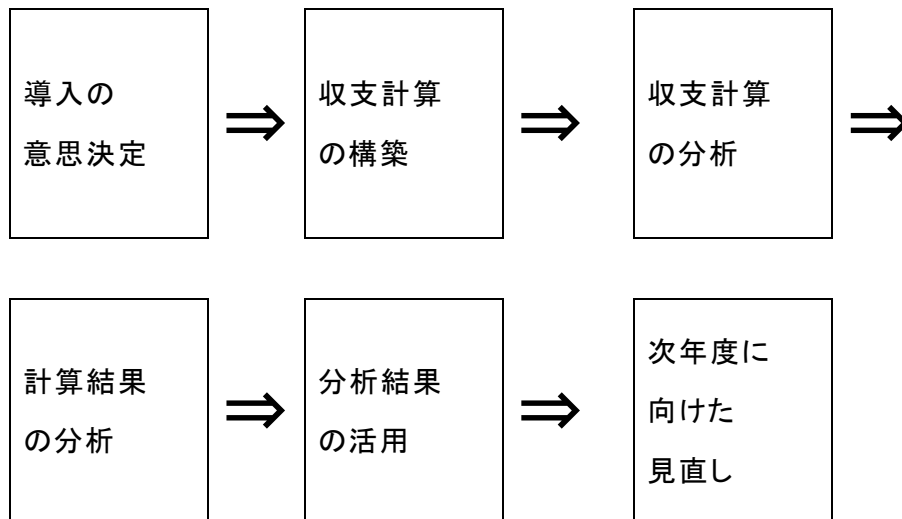 導入の
意思決定
⇒
収支計算
の構築
⇒
収支計算
の分析
⇒
計算結果
の分析
⇒
分析結果
の活用
⇒
次年度に
向けた
見直し